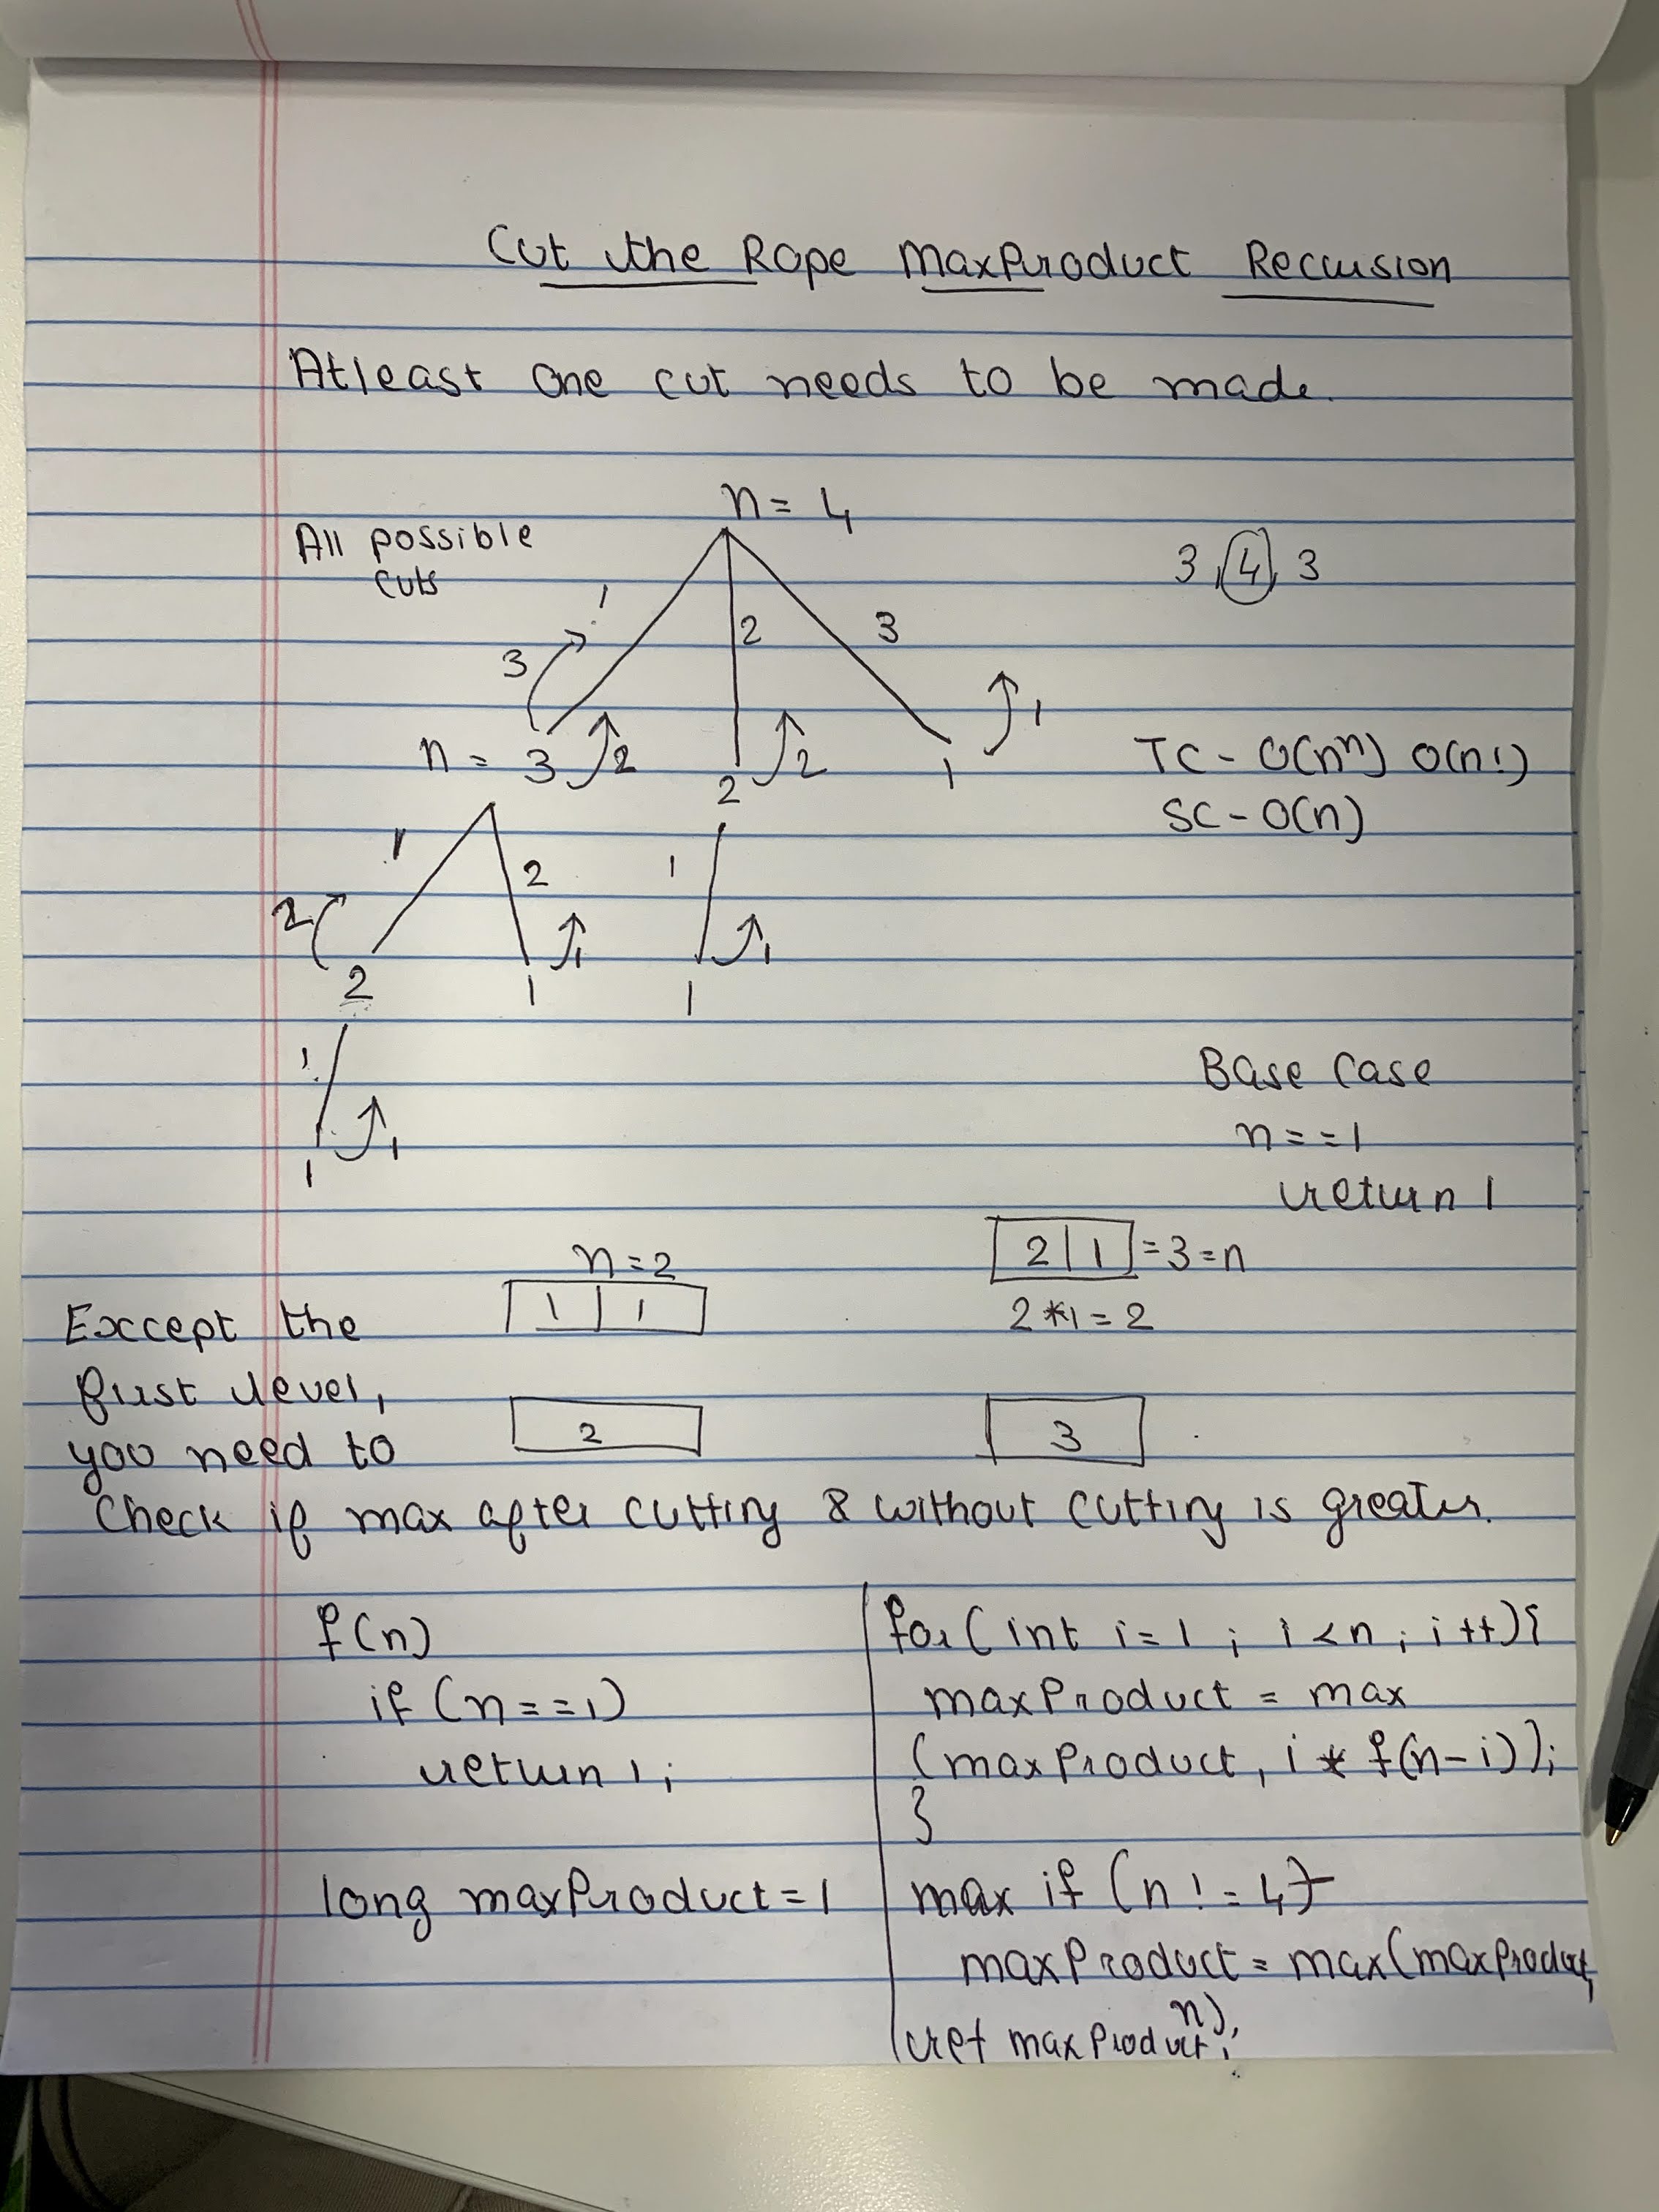 Cut the Rope MaxProduct Recursion
Atleast one cut needs to be made.
n = 4
All possible
cuts
3, 4, 3
1
2
3
3
1
n = 3
2
2
2
1
TC - O(n^n) O(n!)
SC - O(n)
1
2
1
2
1
1
2
1
1
1
1
1
Base Case
n==1
return 1
n=2
2 | 1 = 3 = n
1 | 1
2*1 = 2
Except the
first level,
2
3
you need to
Check if max after cutting & without cutting is greater.
f(n)
if (n==1)
return 1;
long maxProduct=1
for(int i=1; i<n; i++){
maxProduct = max
(maxProduct, i * f(n-i));
}
max if (n!=4)
maxProduct = max(maxProduct,
n);
ret maxProduct;